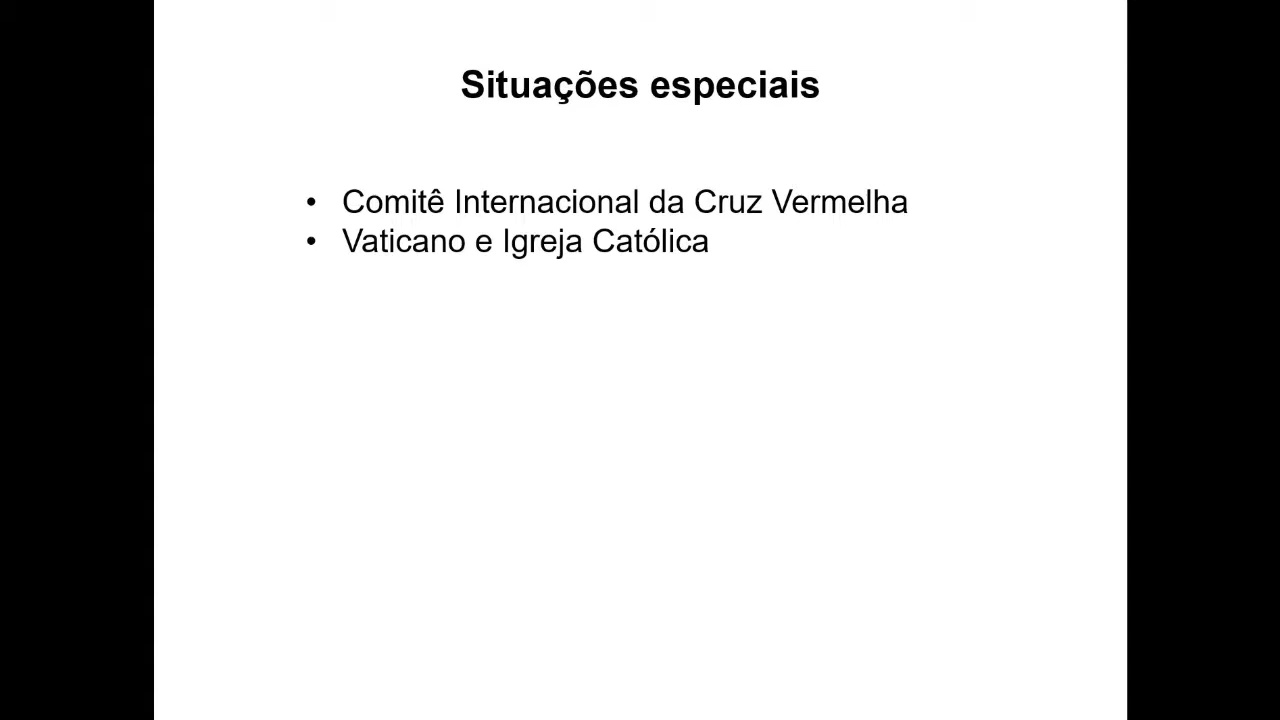 Situações especiais
• Comitê Internacional da Cruz Vermelha
• Vaticano e Igreja Católica